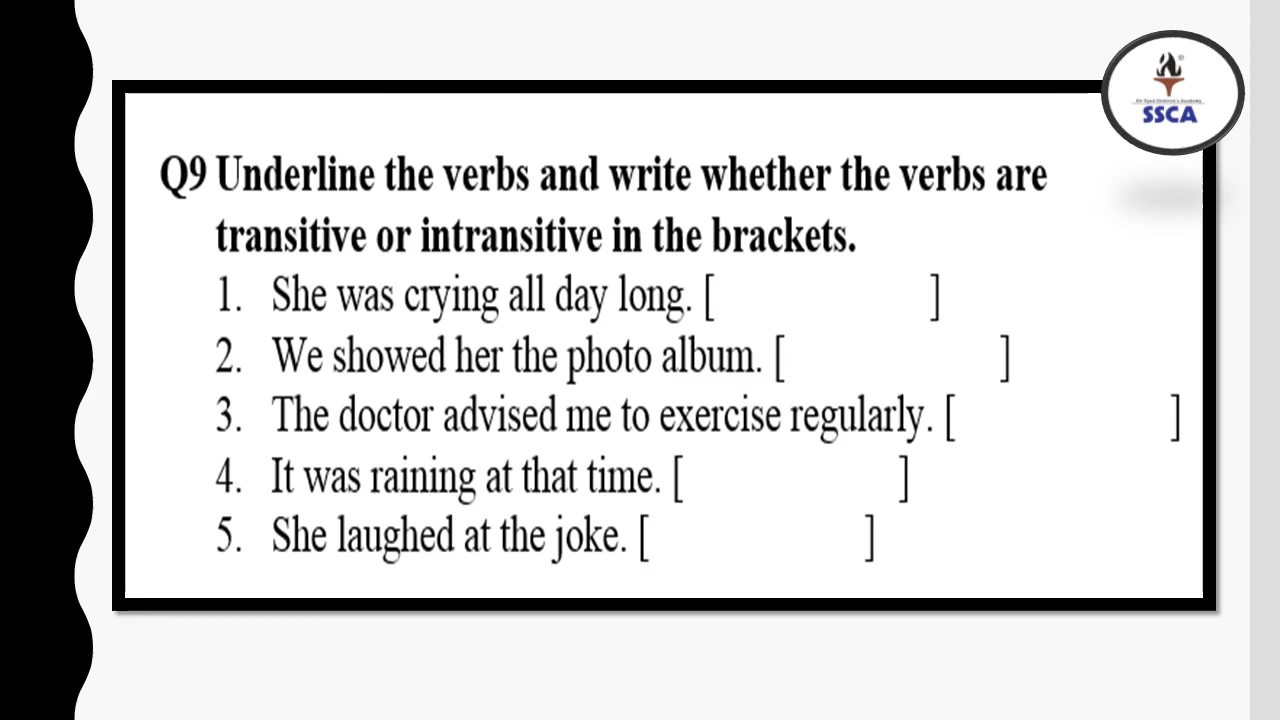 SSCA
Q9 Underline the verbs and write whether the verbs are
transitive or intransitive in the brackets.
1. She was crying all day long. [ ]
2. We showed her the photo album. [ ]
3. The doctor advised me to exercise regularly. [ ]
4. It was raining at that time. [ ]
5. She laughed at the joke. [ ]